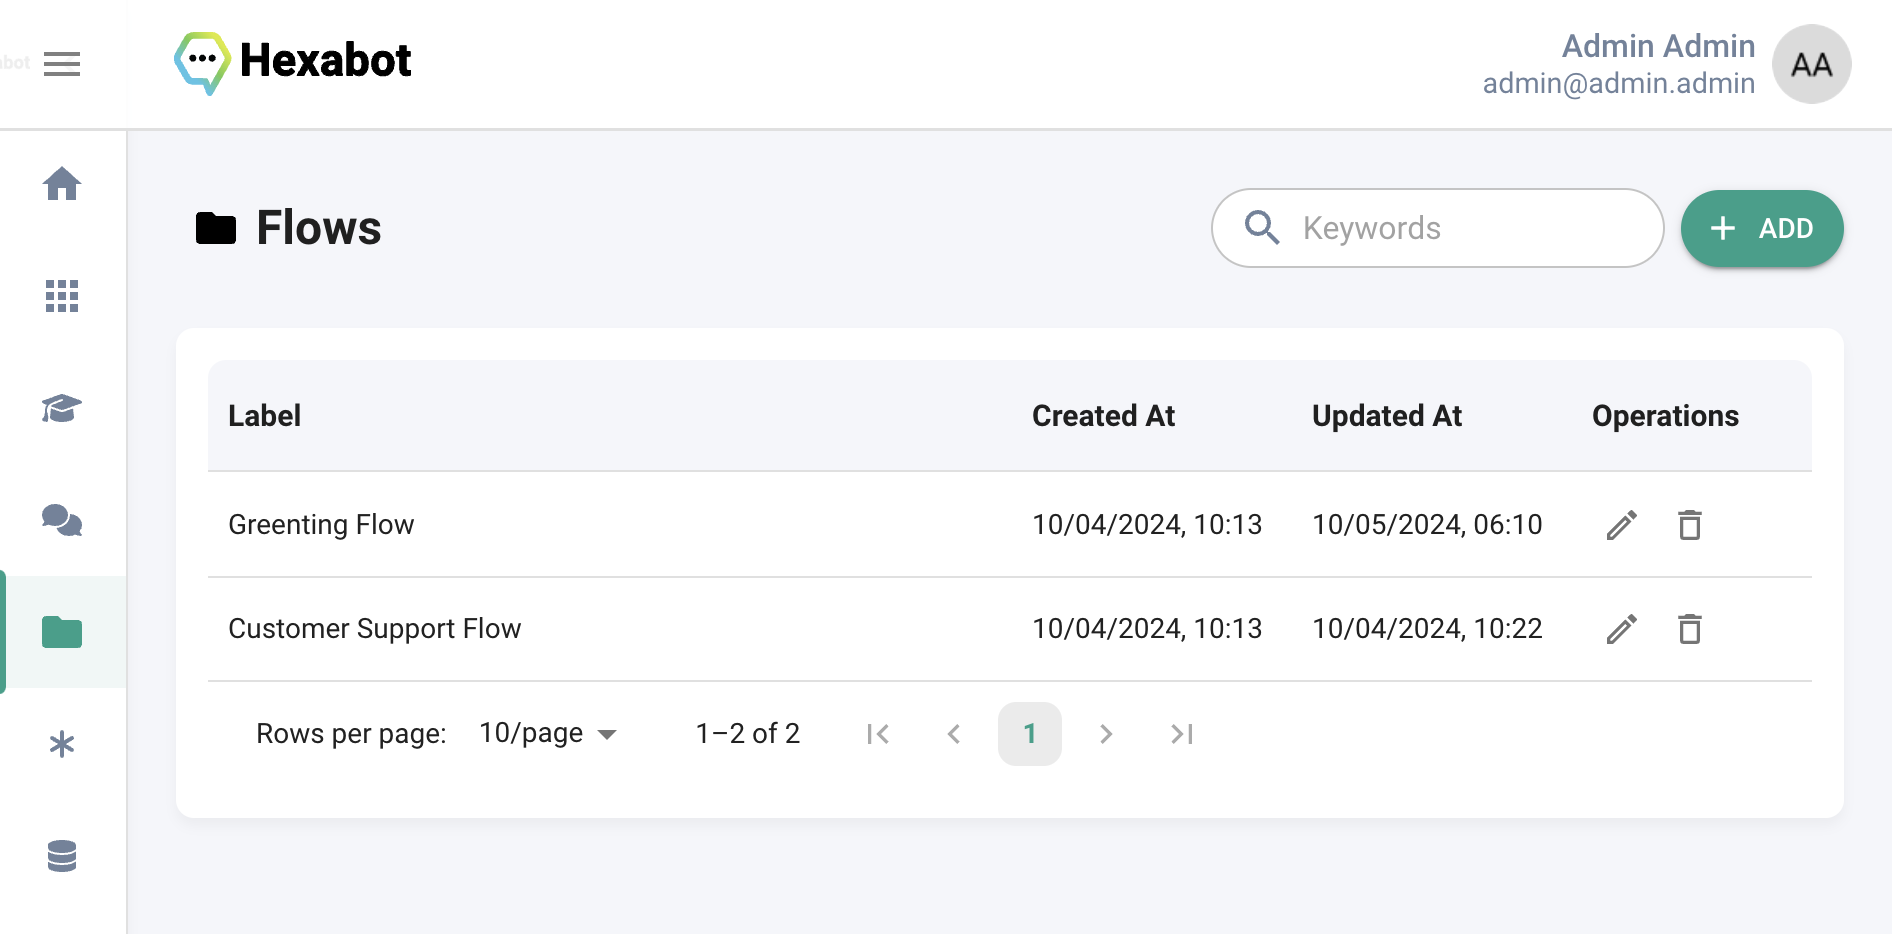 Hexabot
Admin Admin
admin@admin.admin
AA
Flows
Keywords
ADD
Label Created At Updated At Operations
Greenting Flow 10/04/2024, 10:13 10/05/2024, 06:10
Customer Support Flow 10/04/2024, 10:13 10/04/2024, 10:22
Rows per page: 10/page 1–2 of 2 1